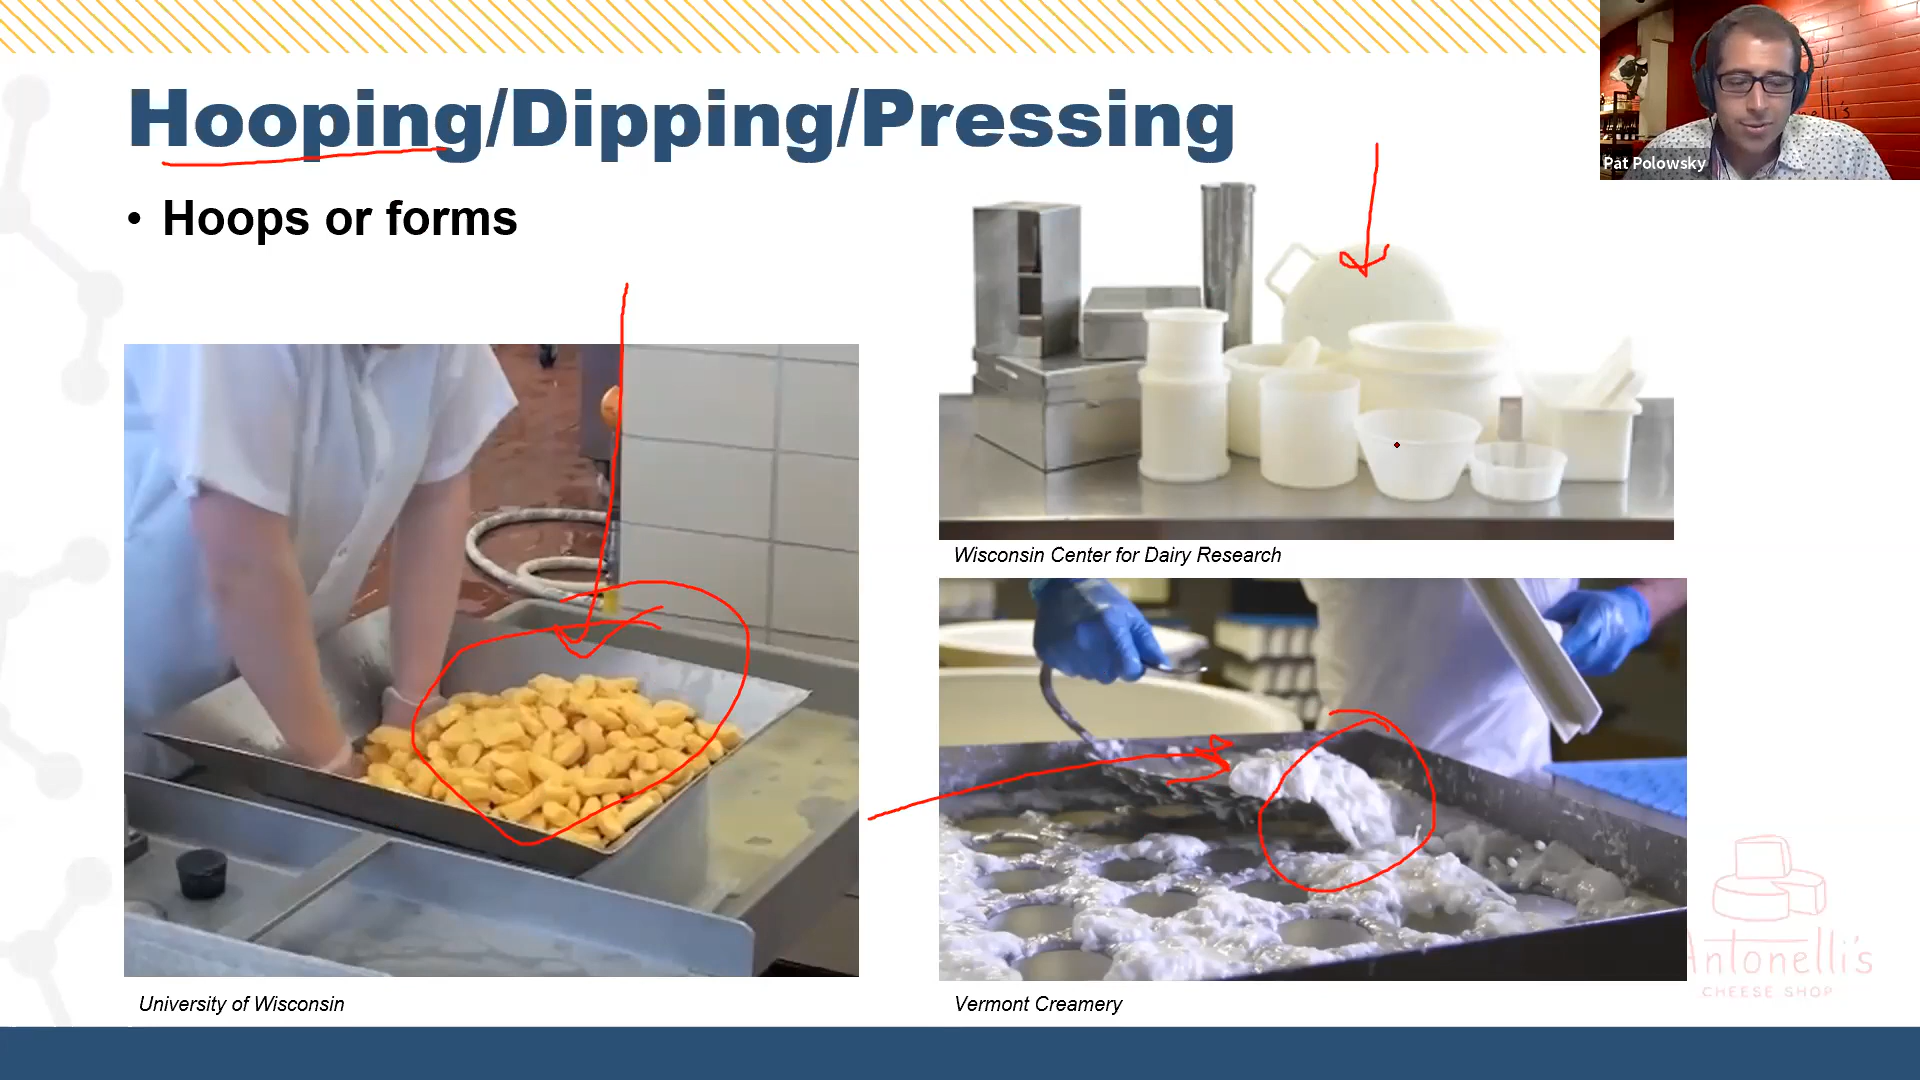 Hooping/Dipping/Pressing
Pat Polowsky
• Hoops or forms
Wisconsin Center for Dairy Research
University of Wisconsin
Vermont Creamery
Antonelli's
CHEESE SHOP